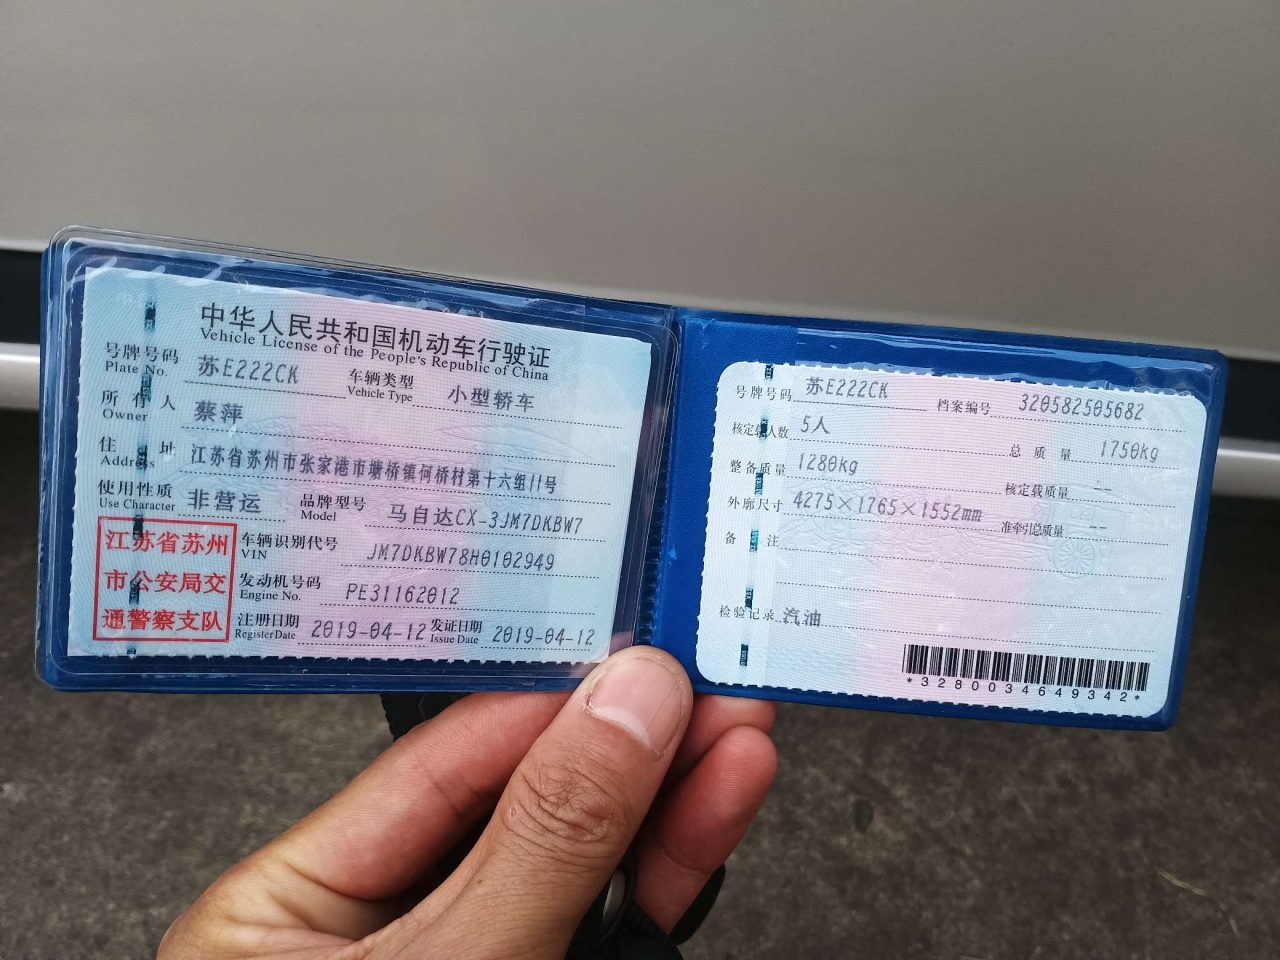 中华人民共和国机动车行驶证
Vehicle License of the People's Republic of China
号牌号码 苏E222CK 车辆类型 小型轿车
Plate No. Vehicle Type
所有人 蔡萍
Owner
住址 江苏省苏州市张家港市塘桥镇何桥村第十六组11号
Address
使用性质 非营运 品牌型号 马自达CX-3JM7DKBW7
Use Character Model
江苏省苏州
市公安局交
通警察支队
车辆识别代号 JM7DKBW78H0102949
VIN
发动机号码 PE31162012
Engine No.
注册日期 2019-04-12 发证日期 2019-04-12
Register Date Issue Date
号牌号码 苏E222CK 档案编号 320582505682
核定载人数 5人 总质量 1750kg
整备质量 1280kg 核定载质量 --
外廓尺寸 4275×1765×1552mm 准牵引总质量 --
备注
检验记录 汽油
*3280034649342*